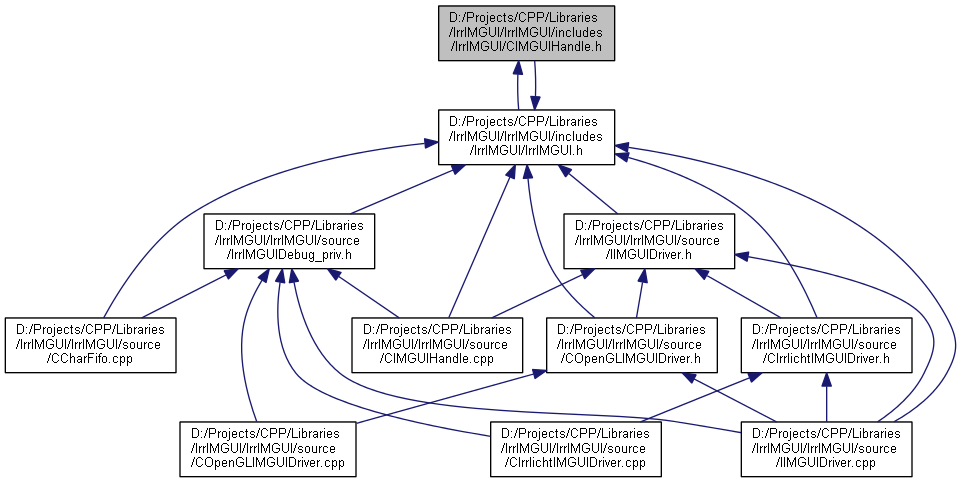 D:/Projects/CPP/Libraries
/IrrIMGUI/IrrIMGUI/includes
/IrrIMGUI/CIMGUIHandle.h
D:/Projects/CPP/Libraries
/IrrIMGUI/IrrIMGUI/includes
/IrrIMGUI/IrrIMGUI.h
D:/Projects/CPP/Libraries
/IrrIMGUI/IrrIMGUI/source
/IrrIMGUIDebug_priv.h
D:/Projects/CPP/Libraries
/IrrIMGUI/IrrIMGUI/source
/IIMGUIDriver.h
D:/Projects/CPP/Libraries
/IrrIMGUI/IrrIMGUI/source
/CCharFifo.cpp
D:/Projects/CPP/Libraries
/IrrIMGUI/IrrIMGUI/source
/CIMGUIHandle.cpp
D:/Projects/CPP/Libraries
/IrrIMGUI/IrrIMGUI/source
/COpenGLIMGUIDriver.h
D:/Projects/CPP/Libraries
/IrrIMGUI/IrrIMGUI/source
/CIrrlichtIMGUIDriver.h
D:/Projects/CPP/Libraries
/IrrIMGUI/IrrIMGUI/source
/COpenGLIMGUIDriver.cpp
D:/Projects/CPP/Libraries
/IrrIMGUI/IrrIMGUI/source
/CIrrlichtIMGUIDriver.cpp
D:/Projects/CPP/Libraries
/IrrIMGUI/IrrIMGUI/source
/IIMGUIDriver.cpp